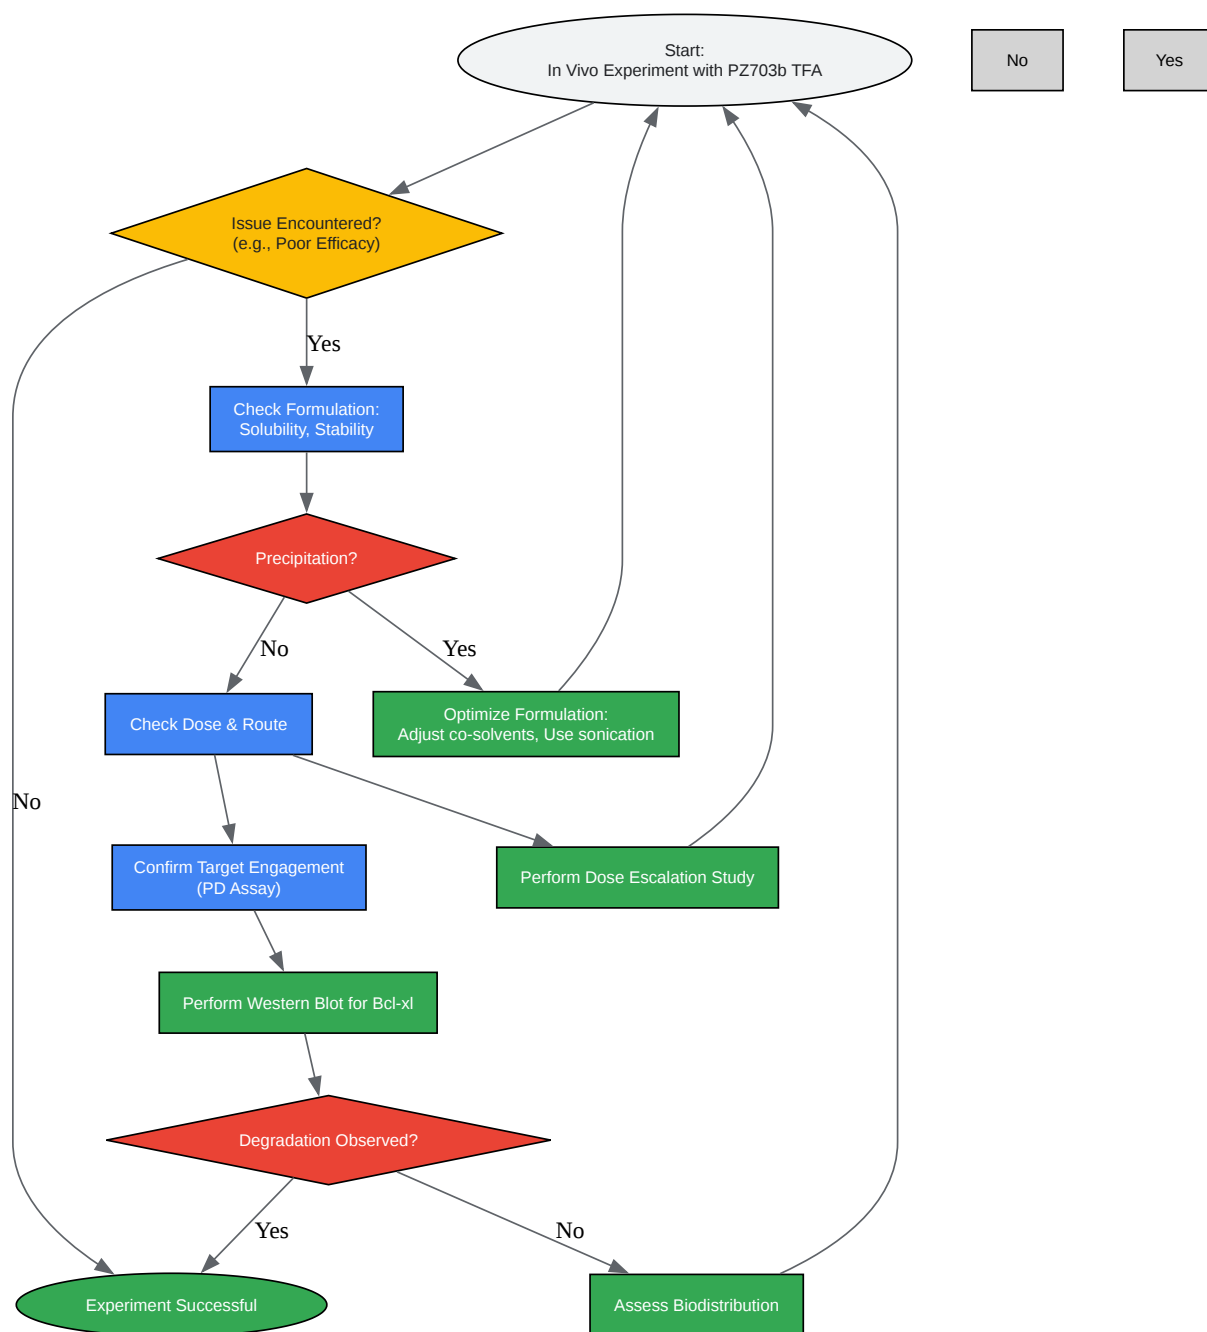 Start:
In Vivo Experiment with PZ703b TFA
No
Yes
Issue Encountered?
(e.g., Poor Efficacy)
Yes
Check Formulation:
Solubility, Stability
Precipitation?
No
Yes
Check Dose & Route
Optimize Formulation:
Adjust co-solvents, Use sonication
No
Confirm Target Engagement
(PD Assay)
Perform Dose Escalation Study
Perform Western Blot for Bcl-xl
Degradation Observed?
Yes
No
Experiment Successful
Assess Biodistribution